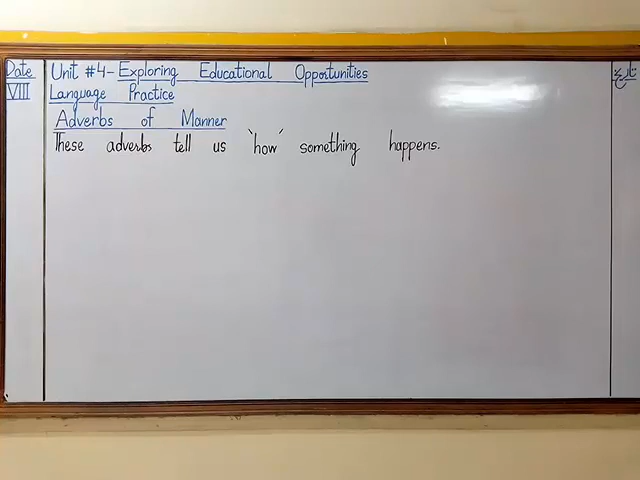 Date
VIII
Unit #4- Exploring Educational Opportunities
Language Practice
Adverbs of Manner
These adverbs tell us 'how' something happens.
تاریخ